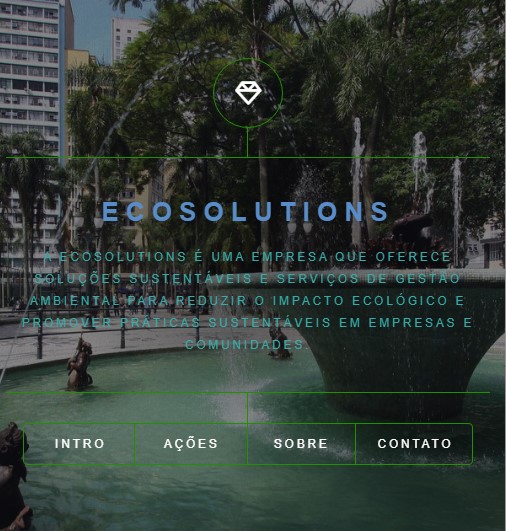 ECOSOLUTIONS
A ECOSOLUTIONS É UMA EMPRESA QUE OFERECE
SOLUÇÕES SUSTENTÁVEIS E SERVIÇOS DE GESTÃO
AMBIENTAL PARA REDUZIR O IMPACTO ECOLÓGICO E
PROMOVER PRÁTICAS SUSTENTÁVEIS EM EMPRESAS E
COMUNIDADES.
INTRO AÇÕES SOBRE CONTATO